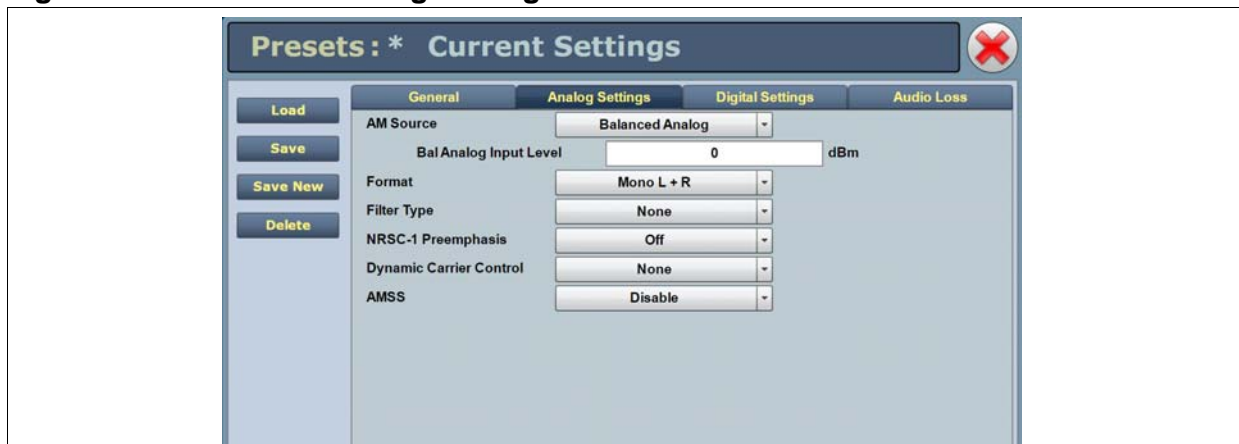 Presets:* Current Settings
Load
Save
Save New
Delete
General Analog Settings Digital Settings Audio Loss
AM Source Balanced Analog
Bal Analog Input Level 0 dBm
Format Mono L + R
Filter Type None
NRSC-1 Preemphasis Off
Dynamic Carrier Control None
AMSS Disable